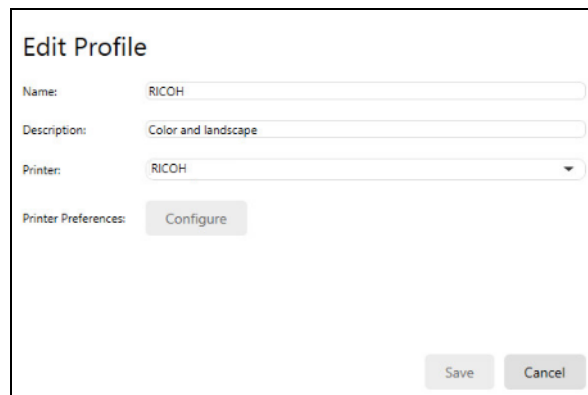 Edit Profile
Name: RICOH
Description: Color and landscape
Printer: RICOH
Printer Preferences: Configure
Save Cancel